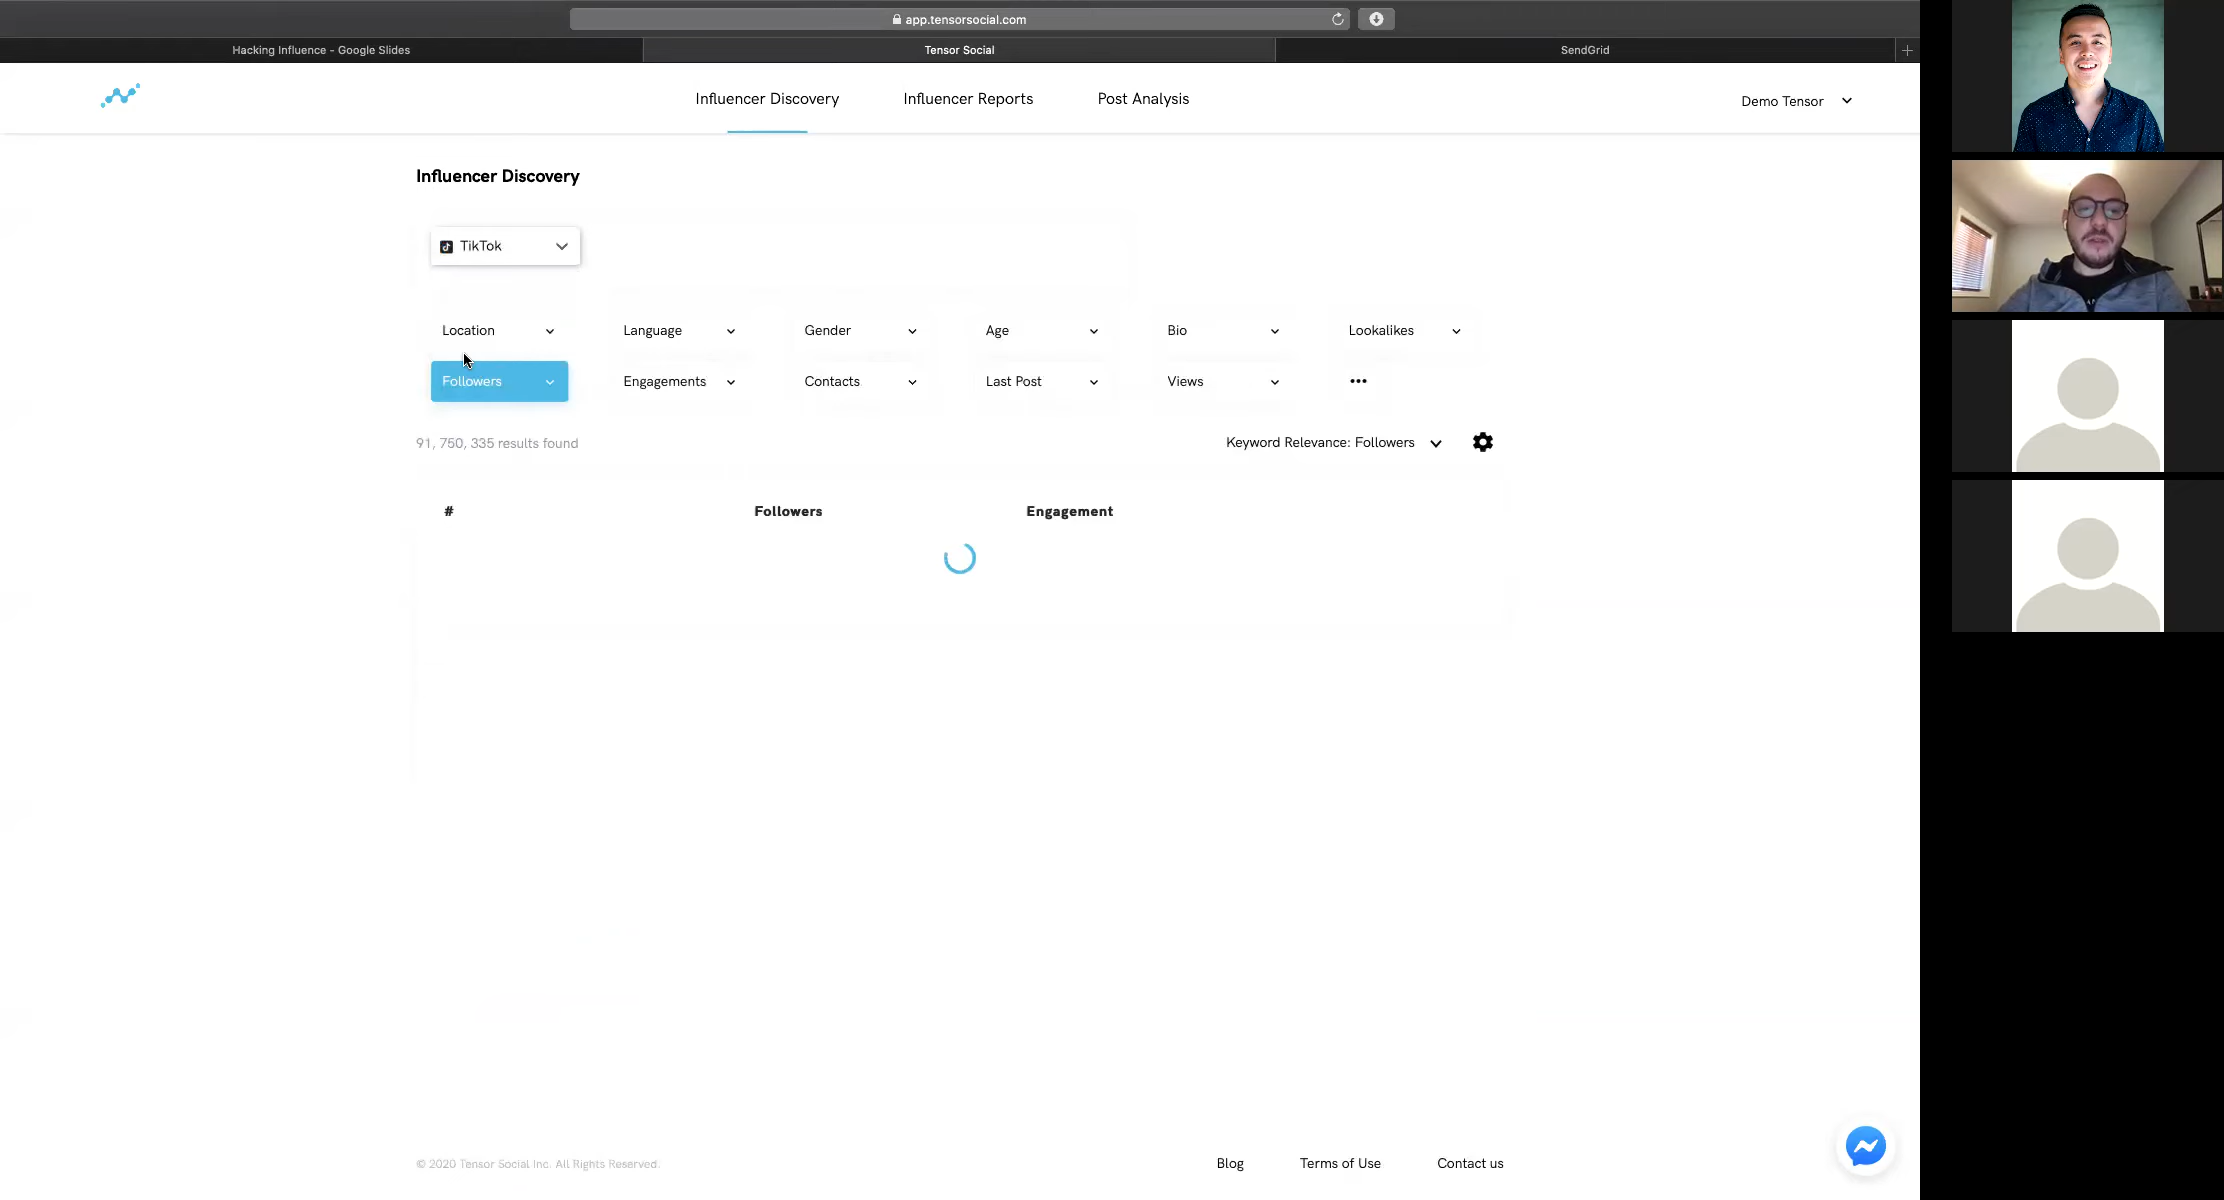 app.tensorsocial.com
Hacking Influence - Google Slides
Tensor Social
SendGrid
Influencer Discovery
Influencer Reports
Post Analysis
Demo Tensor
Influencer Discovery
TikTok
Location
Language
Gender
Age
Bio
Lookalikes
Followers
Engagements
Contacts
Last Post
Views
•••
91, 750, 335 results found
Keyword Relevance: Followers
#
Followers
Engagement
© 2020 Tensor Social Inc. All Rights Reserved.
Blog
Terms of Use
Contact us